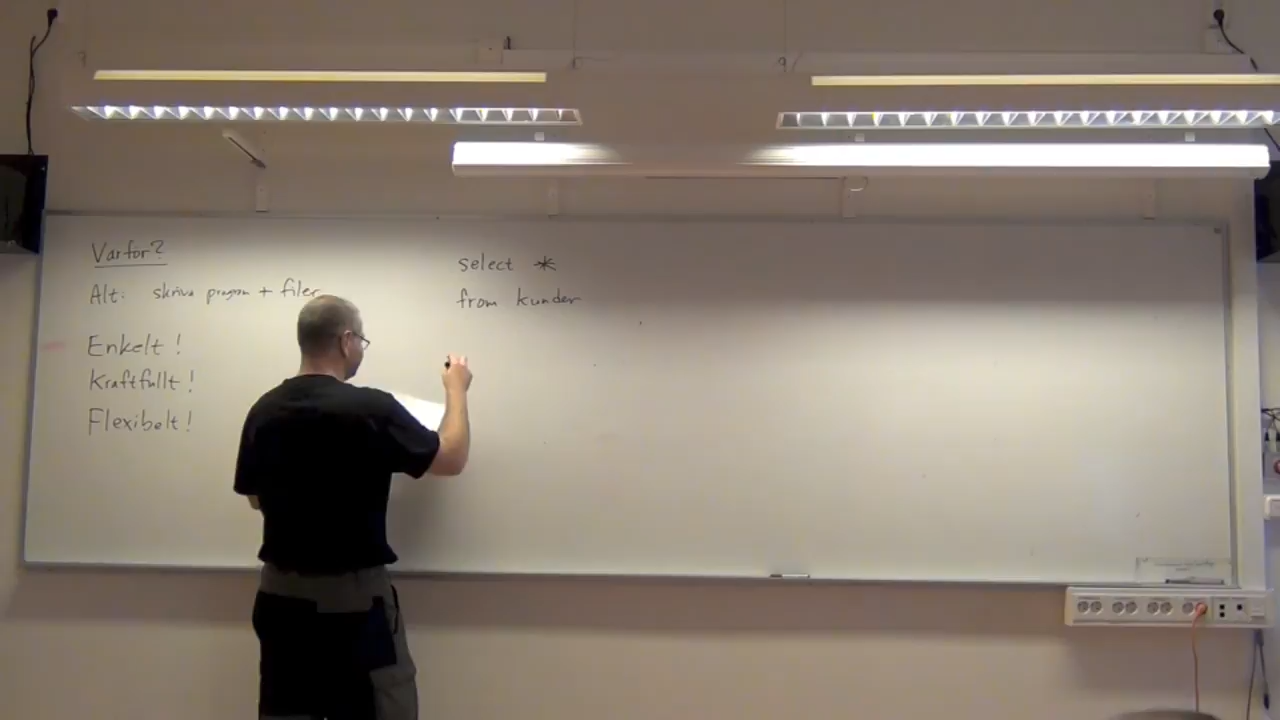 Varför?
Alt: skriva program + filer
Enkelt!
Kraftfullt!
Flexibelt!
select *
from kunder